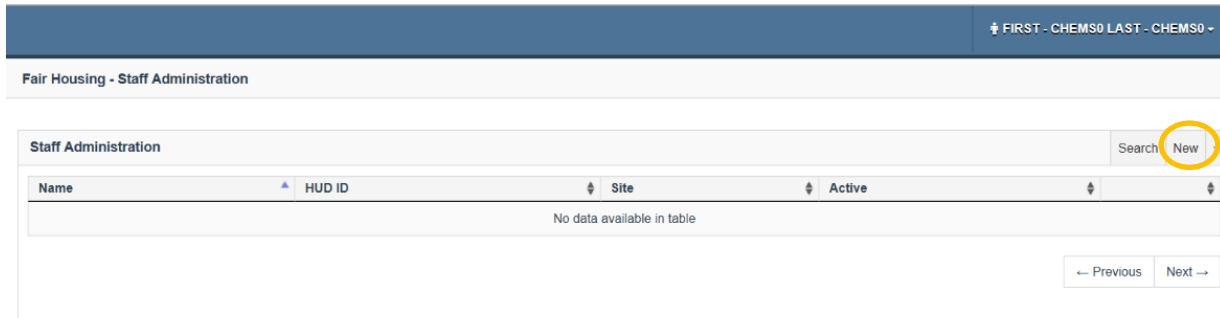 FIRST - CHEMS0 LAST - CHEMS0
Fair Housing - Staff Administration
Staff Administration Search New
Name HUD ID Site Active
No data available in table
← Previous Next →